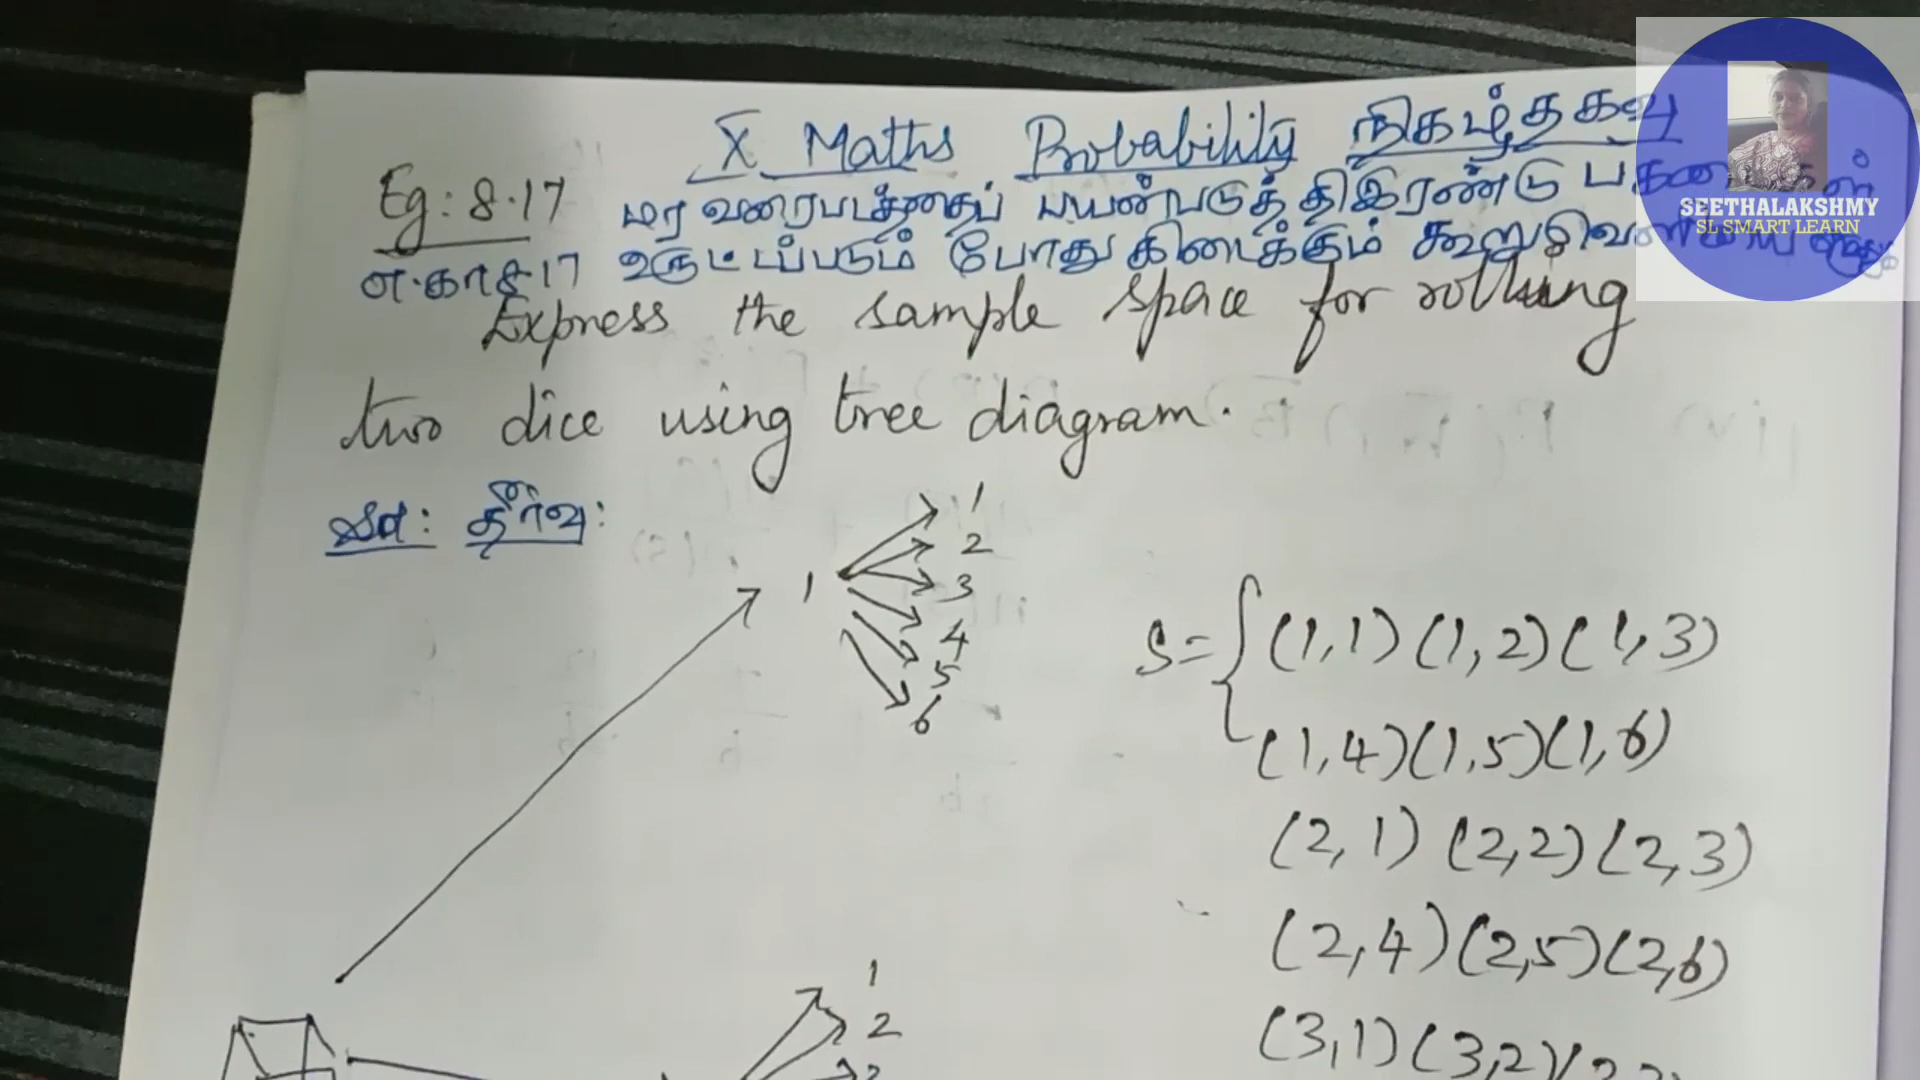 X Maths Probability நிகழ்தகவு
Eg: 8.17 மர வரைபடத்தைப் பயன்படுத்தி இரண்டு
எ.கா 8.17 உருட்டப்படும் போது கிடைக்கும்
Express the sample space for rolling
two dice using tree diagram.
Sol: தீர்வு:
1
1
2
3
4
5
6
S = { (1,1) (1,2) (1,3)
(1,4) (1,5) (1,6)
(2,1) (2,2) (2,3)
(2,4) (2,5) (2,6)
(3,1) (3,2)
1
2
SEETHALAKSHMY
SL SMART LEARN